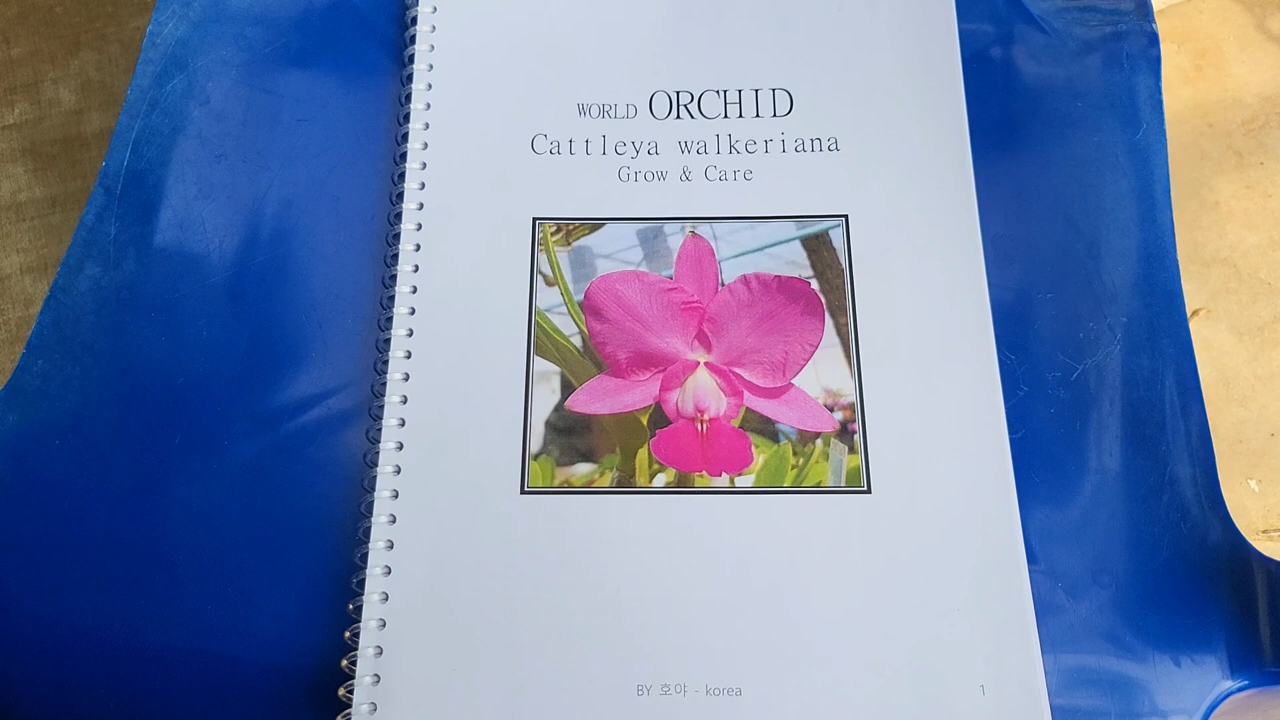 WORLD ORCHID
Cattleya walkeriana
Grow & Care
BY 호야 - korea
1